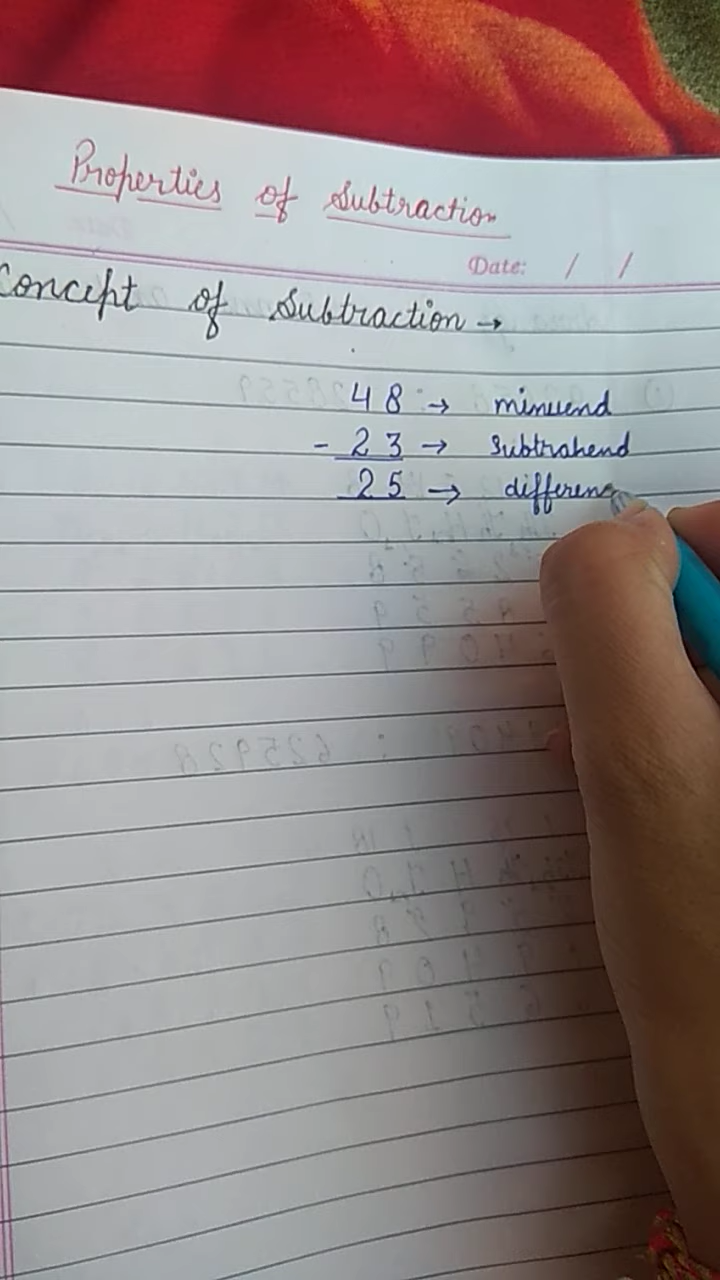 Properties of Subtraction
Date: / /
Concept of Subtraction →
48 → minuend
- 23 → Subtrahend
25 → differen